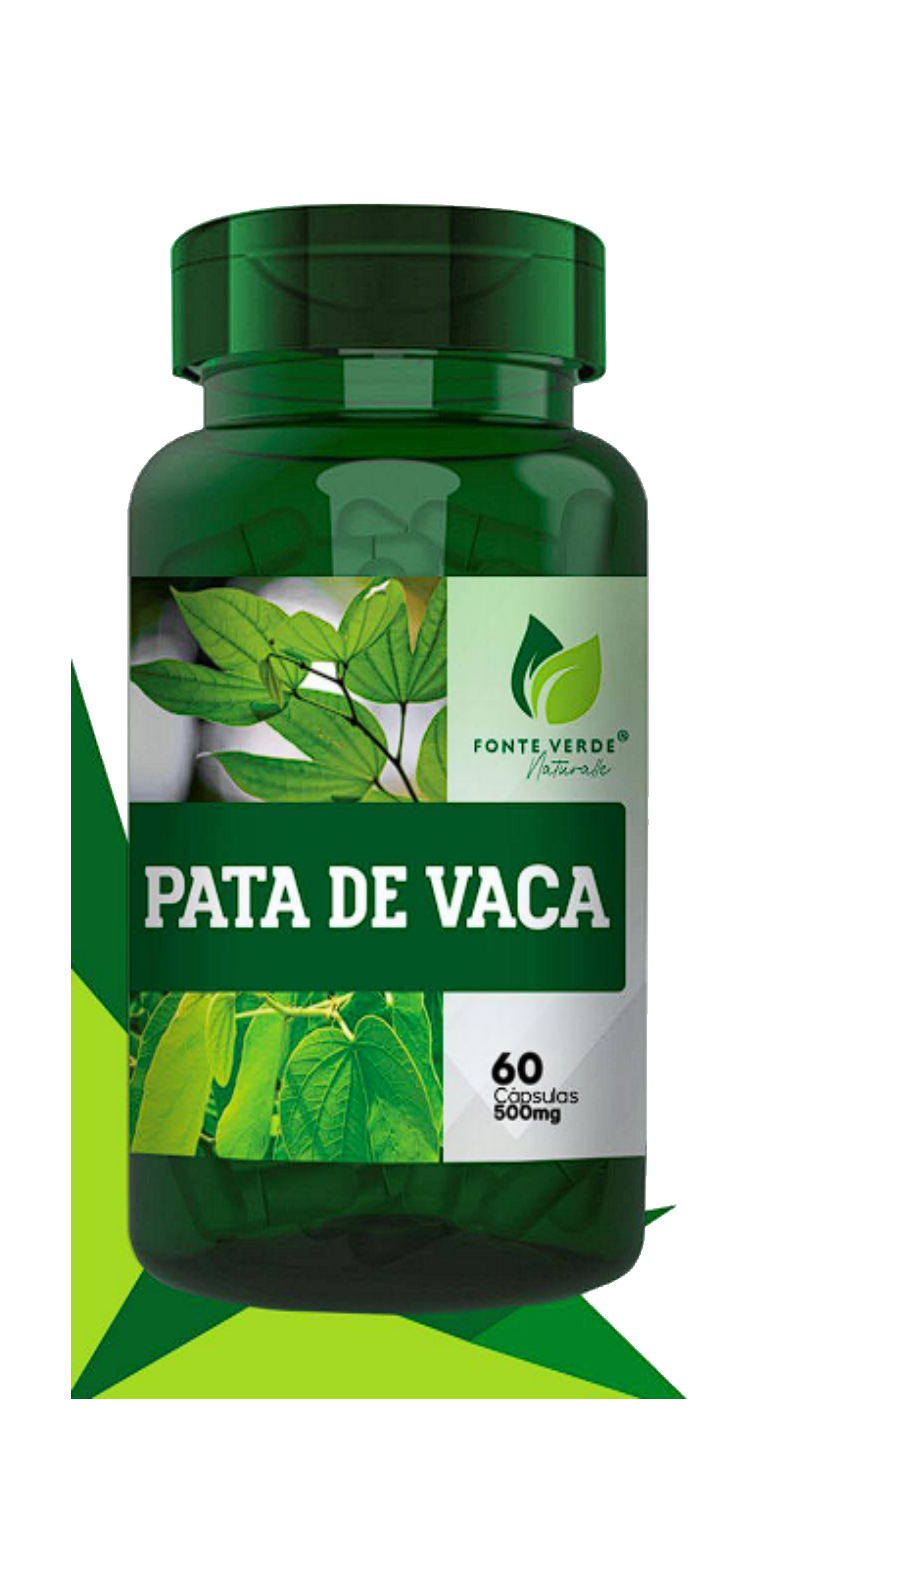 FONTE VERDE®
Naturalle
PATA DE VACA
60
Cápsulas
500mg